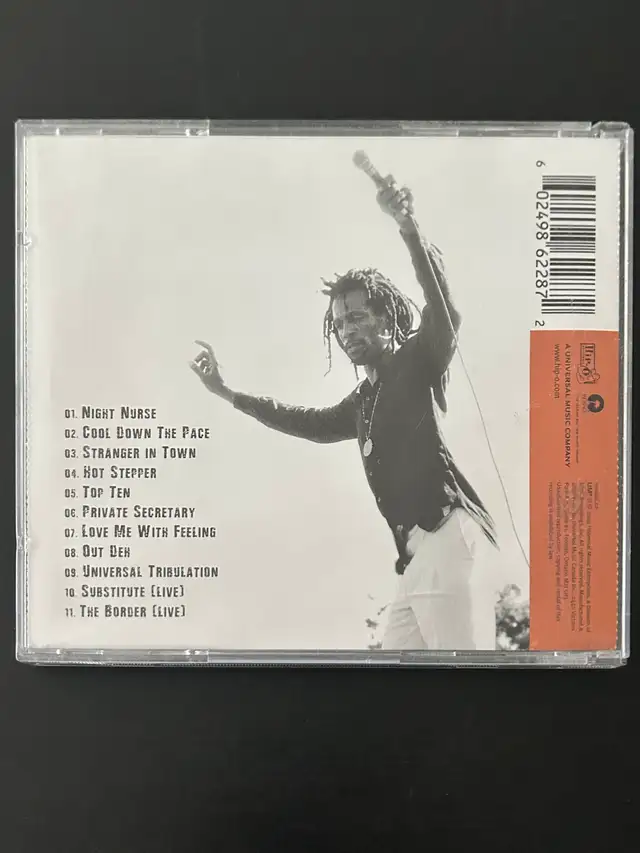 01. Night Nurse
02. Cool Down The Pace
03. Stranger in Town
04. Hot Stepper
05. Top Ten
06. Private Secretary
07. Love Me With Feeling
08. Out Deh
09. Universal Tribulation
10. Substitute (Live)
11. The Border (Live)
6 02498 62287 2
A UNIVERSAL MUSIC COMPANY
www.hip-o.com